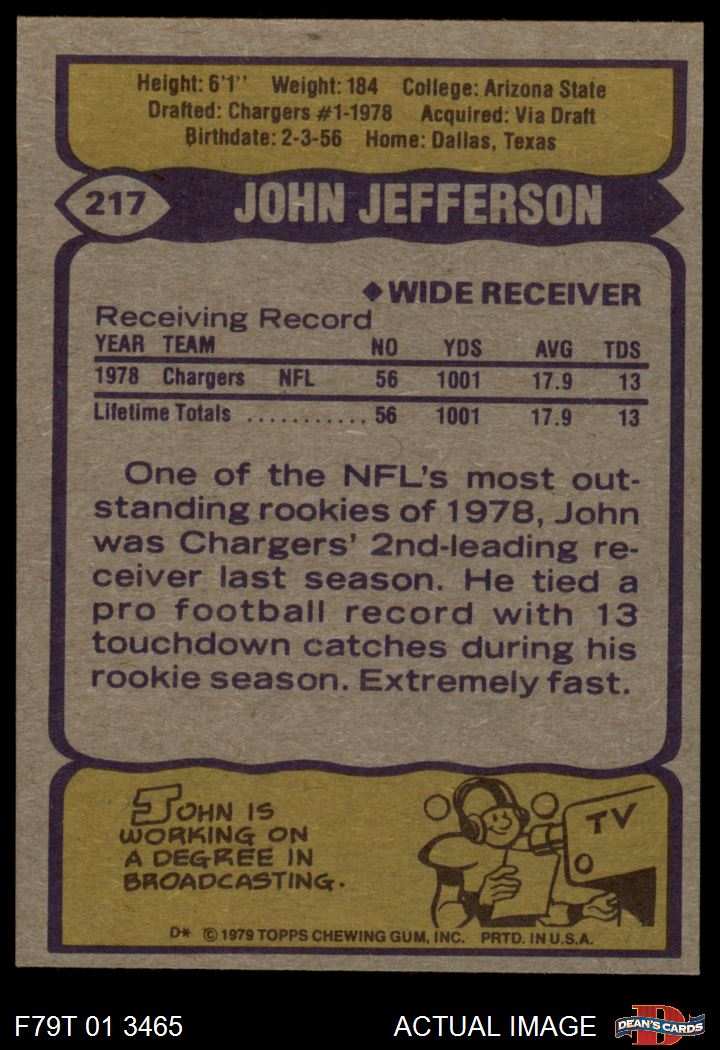 Height: 6'1'' Weight: 184 College: Arizona State
Drafted: Chargers #1-1978 Acquired: Via Draft
Birthdate: 2-3-56 Home: Dallas, Texas
217 JOHN JEFFERSON
◆WIDE RECEIVER
Receiving Record
YEAR TEAM NO YDS AVG TDS
1978 Chargers NFL 56 1001 17.9 13
Lifetime Totals ........... 56 1001 17.9 13
One of the NFL's most out-
standing rookies of 1978, John
was Chargers' 2nd-leading re-
ceiver last season. He tied a
pro football record with 13
touchdown catches during his
rookie season. Extremely fast.
JOHN IS
WORKING ON
A DEGREE IN
BROADCASTING.
TV
D* © 1979 TOPPS CHEWING GUM, INC. PRTD. IN U.S.A.
F79T 01 3465 ACTUAL IMAGE D DEAN'S CARDS